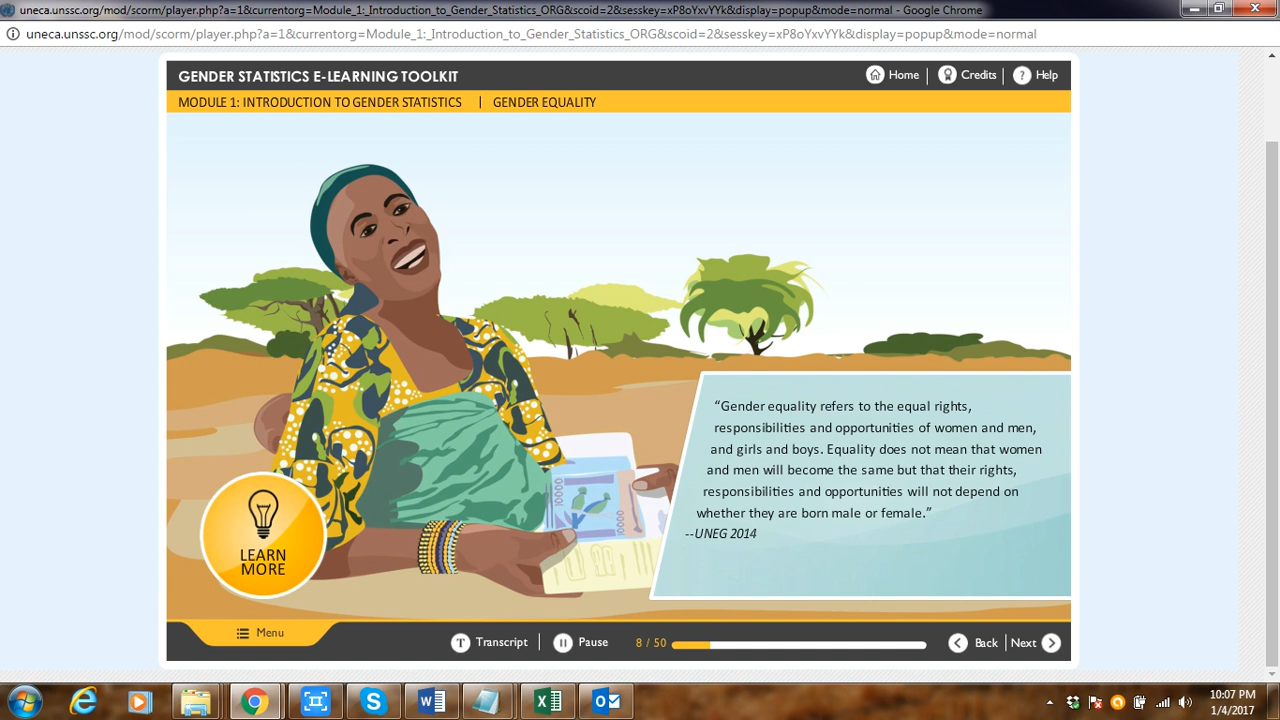 uneca.unssc.org/mod/scorm/player.php?a=1&currentorg=Module_1:_Introduction_to_Gender_Statistics_ORG&scoid=2&sesskey=xP8oYxvYYk&display=popup&mode=normal - Google Chrome
uneca.unssc.org/mod/scorm/player.php?a=1&currentorg=Module_1:_Introduction_to_Gender_Statistics_ORG&scoid=2&sesskey=xP8oYxvYYk&display=popup&mode=normal
GENDER STATISTICS E-LEARNING TOOLKIT
Home | Credits | ? Help
MODULE 1: INTRODUCTION TO GENDER STATISTICS | GENDER EQUALITY
“Gender equality refers to the equal rights,
responsibilities and opportunities of women and men,
and girls and boys. Equality does not mean that women
and men will become the same but that their rights,
responsibilities and opportunities will not depend on
whether they are born male or female.”
--UNEG 2014
10000
10000
LEARN
MORE
Menu
T Transcript | Pause 8 / 50 Back | Next
10:07 PM
1/4/2017